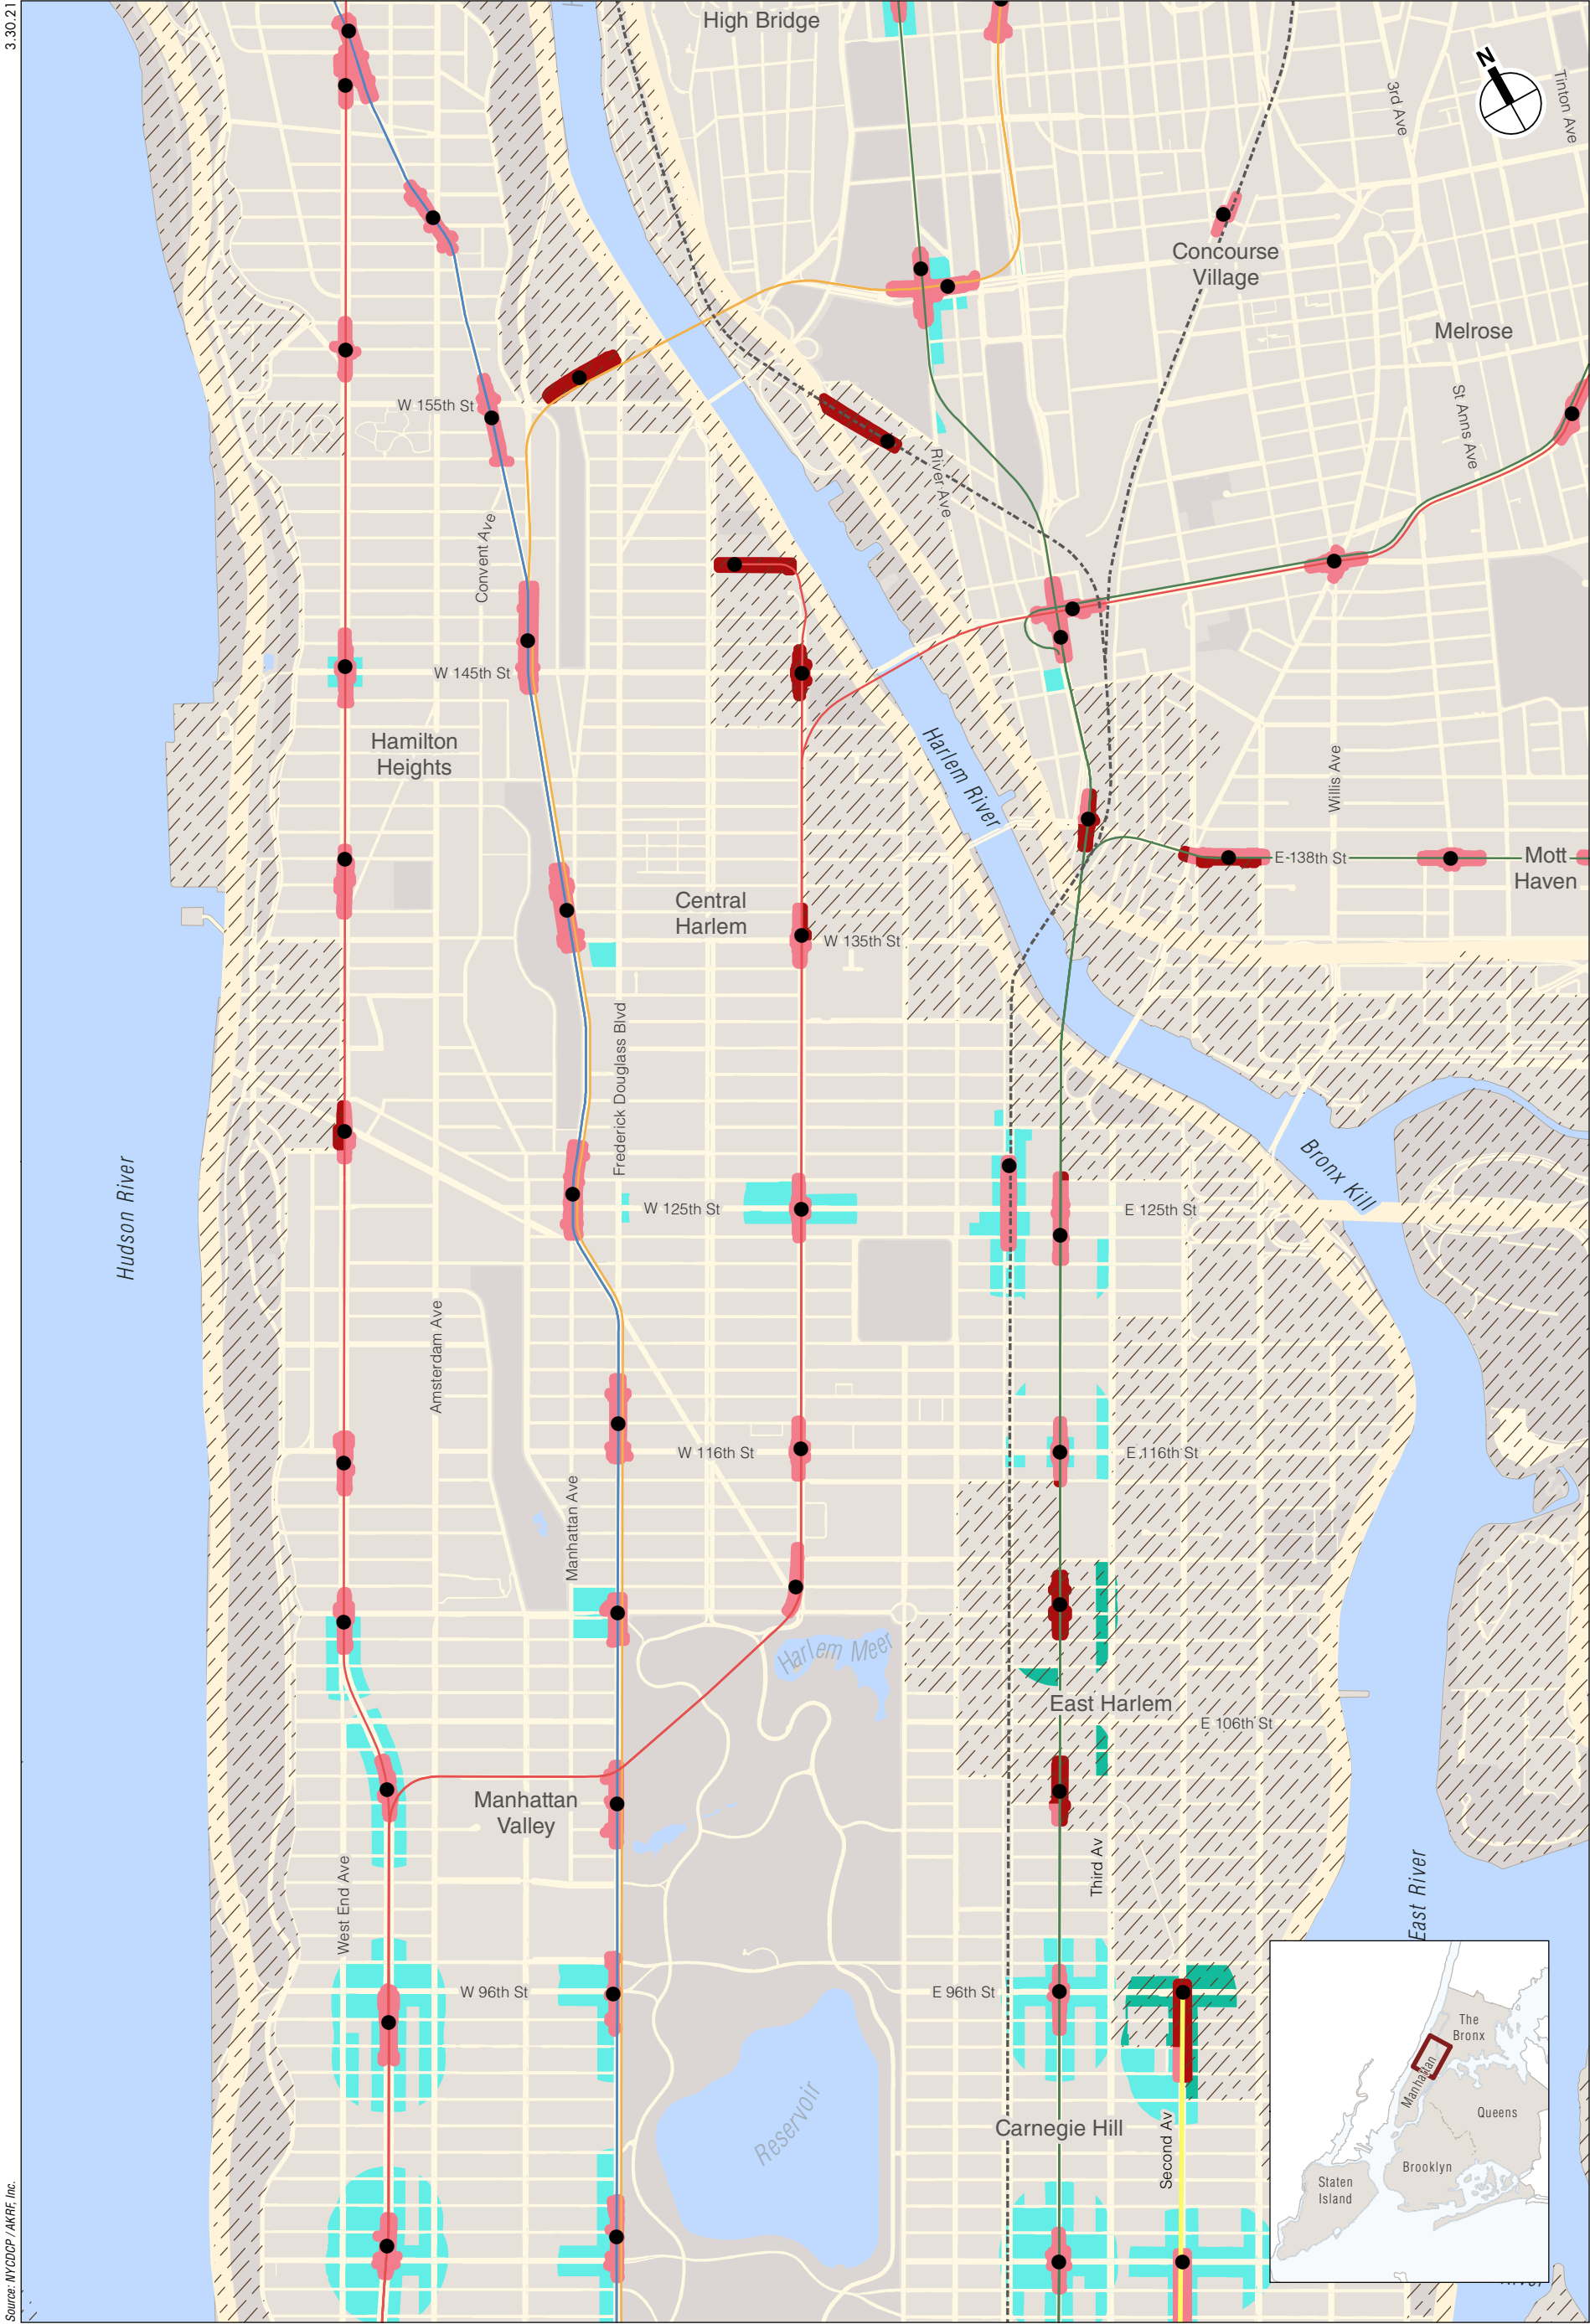 3.30.21
High Bridge
3rd Ave
Tinton Ave
N
Concourse
Village
Melrose
W 155th St
St Anns Ave
River Ave
Convent Ave
W 145th St
Hamilton
Heights
Harlem River
Willis Ave
E 138th St
Mott
Haven
Central
Harlem
W 135th St
Frederick Douglass Blvd
Hudson River
W 125th St
E 125th St
Bronx Kill
Amsterdam Ave
W 116th St
E 116th St
Manhattan Ave
Harlem Meer
East Harlem
E 106th St
Manhattan
Valley
West End Ave
Third Av
East River
W 96th St
E 96th St
Reservoir
Carnegie Hill
Second Av
The
Bronx
Manhattan
Queens
Brooklyn
Staten
Island
Source: NYCDCP / AKRF, Inc.